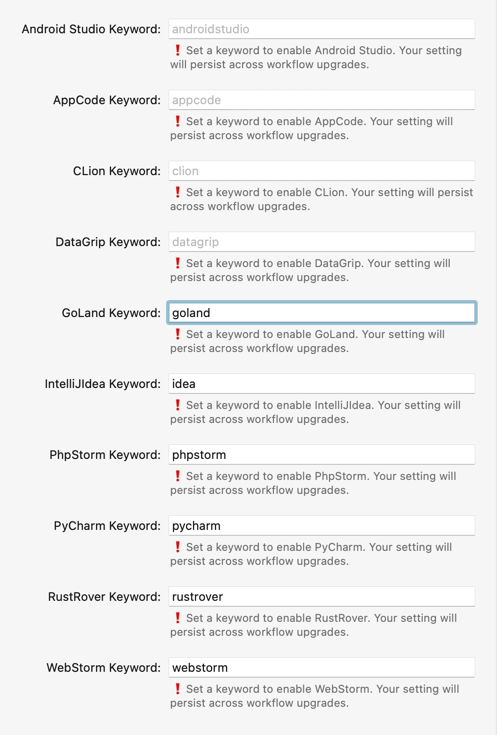 Android Studio Keyword: androidstudio
❗ Set a keyword to enable Android Studio. Your setting
will persist across workflow upgrades.
AppCode Keyword: appcode
❗ Set a keyword to enable AppCode. Your setting will
persist across workflow upgrades.
CLion Keyword: clion
❗ Set a keyword to enable CLion. Your setting will persist
across workflow upgrades.
DataGrip Keyword: datagrip
❗ Set a keyword to enable DataGrip. Your setting will
persist across workflow upgrades.
GoLand Keyword: goland
❗ Set a keyword to enable GoLand. Your setting will
persist across workflow upgrades.
IntelliJIdea Keyword: idea
❗ Set a keyword to enable IntelliJIdea. Your setting will
persist across workflow upgrades.
PhpStorm Keyword: phpstorm
❗ Set a keyword to enable PhpStorm. Your setting will
persist across workflow upgrades.
PyCharm Keyword: pycharm
❗ Set a keyword to enable PyCharm. Your setting will
persist across workflow upgrades.
RustRover Keyword: rustrover
❗ Set a keyword to enable RustRover. Your setting will
persist across workflow upgrades.
WebStorm Keyword: webstorm
❗ Set a keyword to enable WebStorm. Your setting will
persist across workflow upgrades.